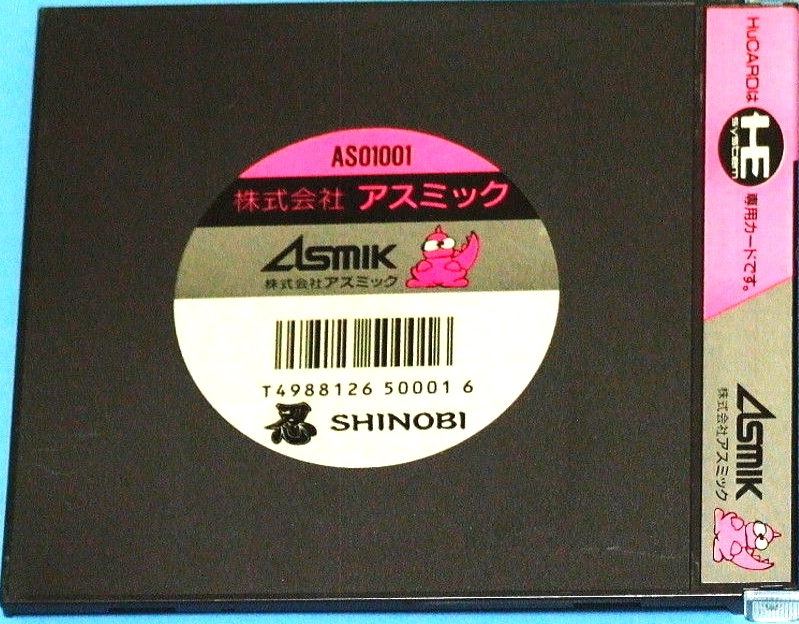 AS01001
株式会社 アスミック
ASMIK
株式会社アズミック
T4988126 50001 6
忍 SHINOBI
HuCARDは
HE
system
専用カードです。
ASMIK
株式会社アズミック